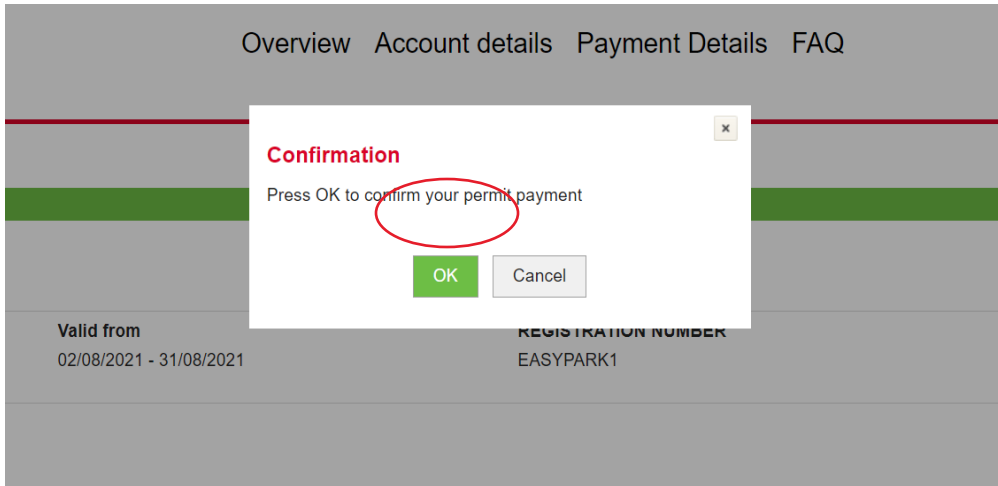 Overview Account details Payment Details FAQ
x
Confirmation
Press OK to confirm your permit payment
OK Cancel
Valid from REGISTRATION NUMBER
02/08/2021 - 31/08/2021 EASYPARK1